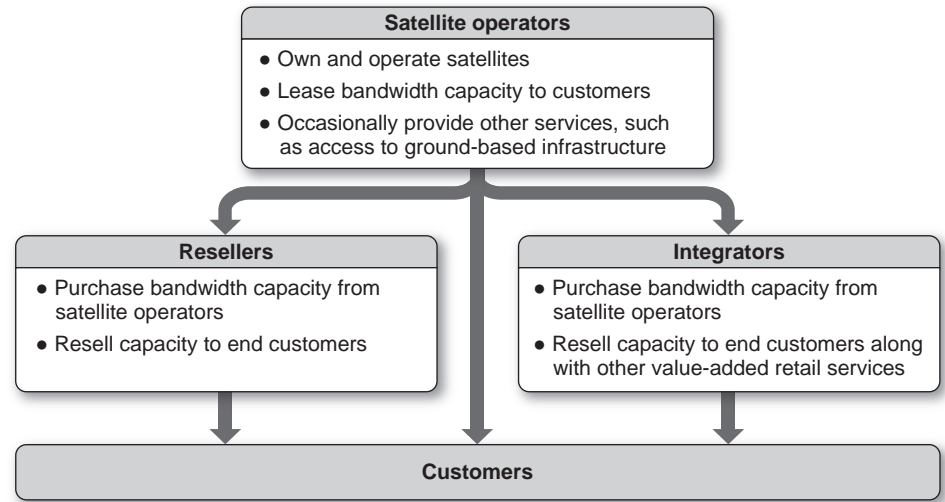 Satellite operators
● Own and operate satellites
● Lease bandwidth capacity to customers
● Occasionally provide other services, such
as access to ground-based infrastructure
Resellers
● Purchase bandwidth capacity from
satellite operators
● Resell capacity to end customers
Integrators
● Purchase bandwidth capacity from
satellite operators
● Resell capacity to end customers along
with other value-added retail services
Customers